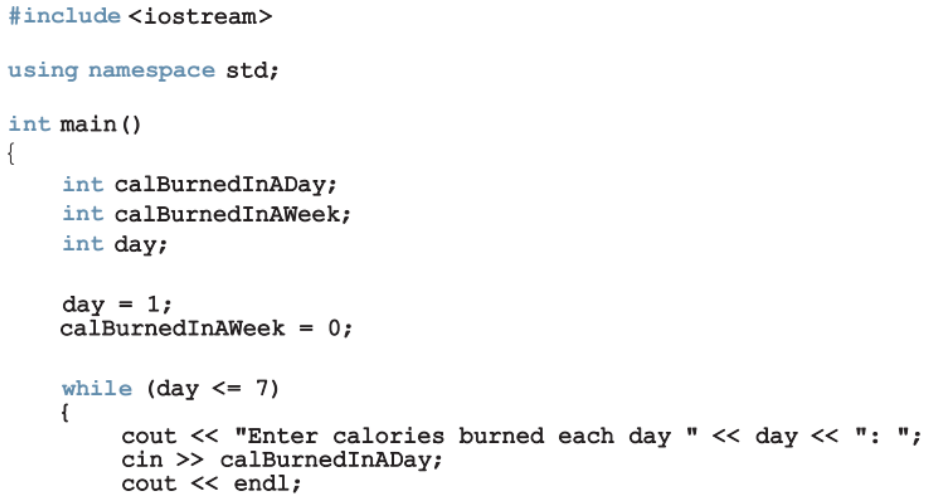 #include <iostream>
using namespace std;
int main()
{
int calBurnedInADay;
int calBurnedInAWeek;
int day;
day = 1;
calBurnedInAWeek = 0;
while (day <= 7)
{
cout << "Enter calories burned each day " << day << ": ";
cin >> calBurnedInADay;
cout << endl;